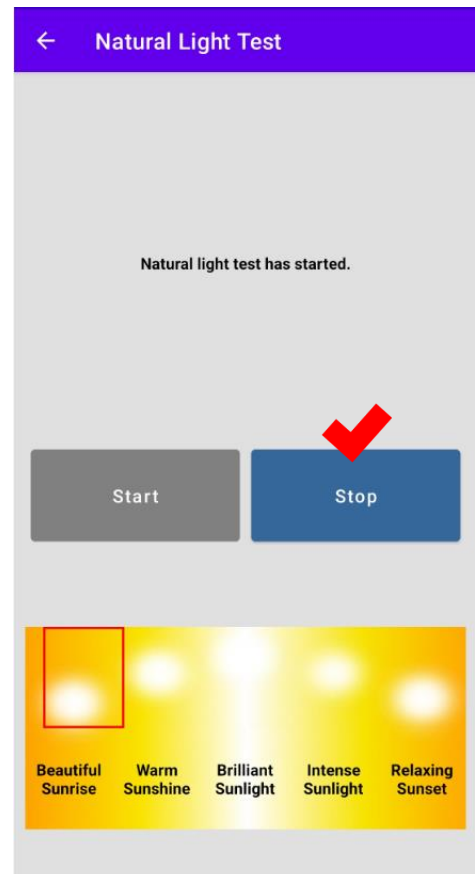 Natural Light Test
Natural light test has started.
Start
Stop
Beautiful Sunrise
Warm Sunshine
Brilliant Sunlight
Intense Sunlight
Relaxing Sunset